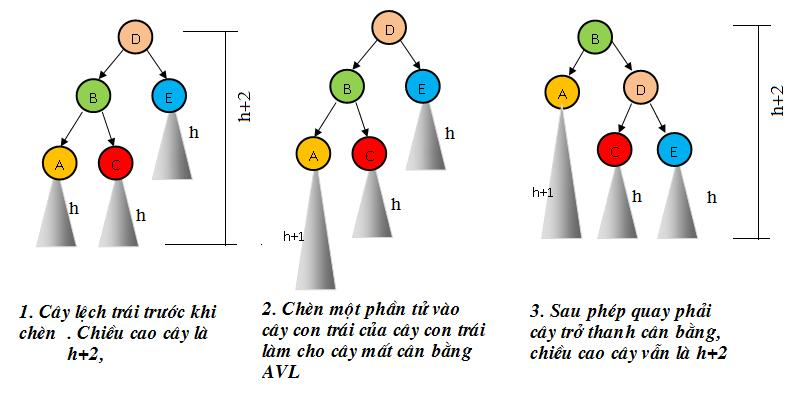 D
B
E
A
C
h
h
h
h+2
D
B
E
A
C
h
h
h+1
B
A
D
C
E
h+1
h
h
h+2
1. Cây lệch trái trước khi
chèn . Chiều cao cây là
h+2,
2. Chèn một phần tử vào
cây con trái của cây con trái
làm cho cây mất cân bằng
AVL
3. Sau phép quay phải
cây trở thanh cân bằng,
chiều cao cây vẫn là h+2